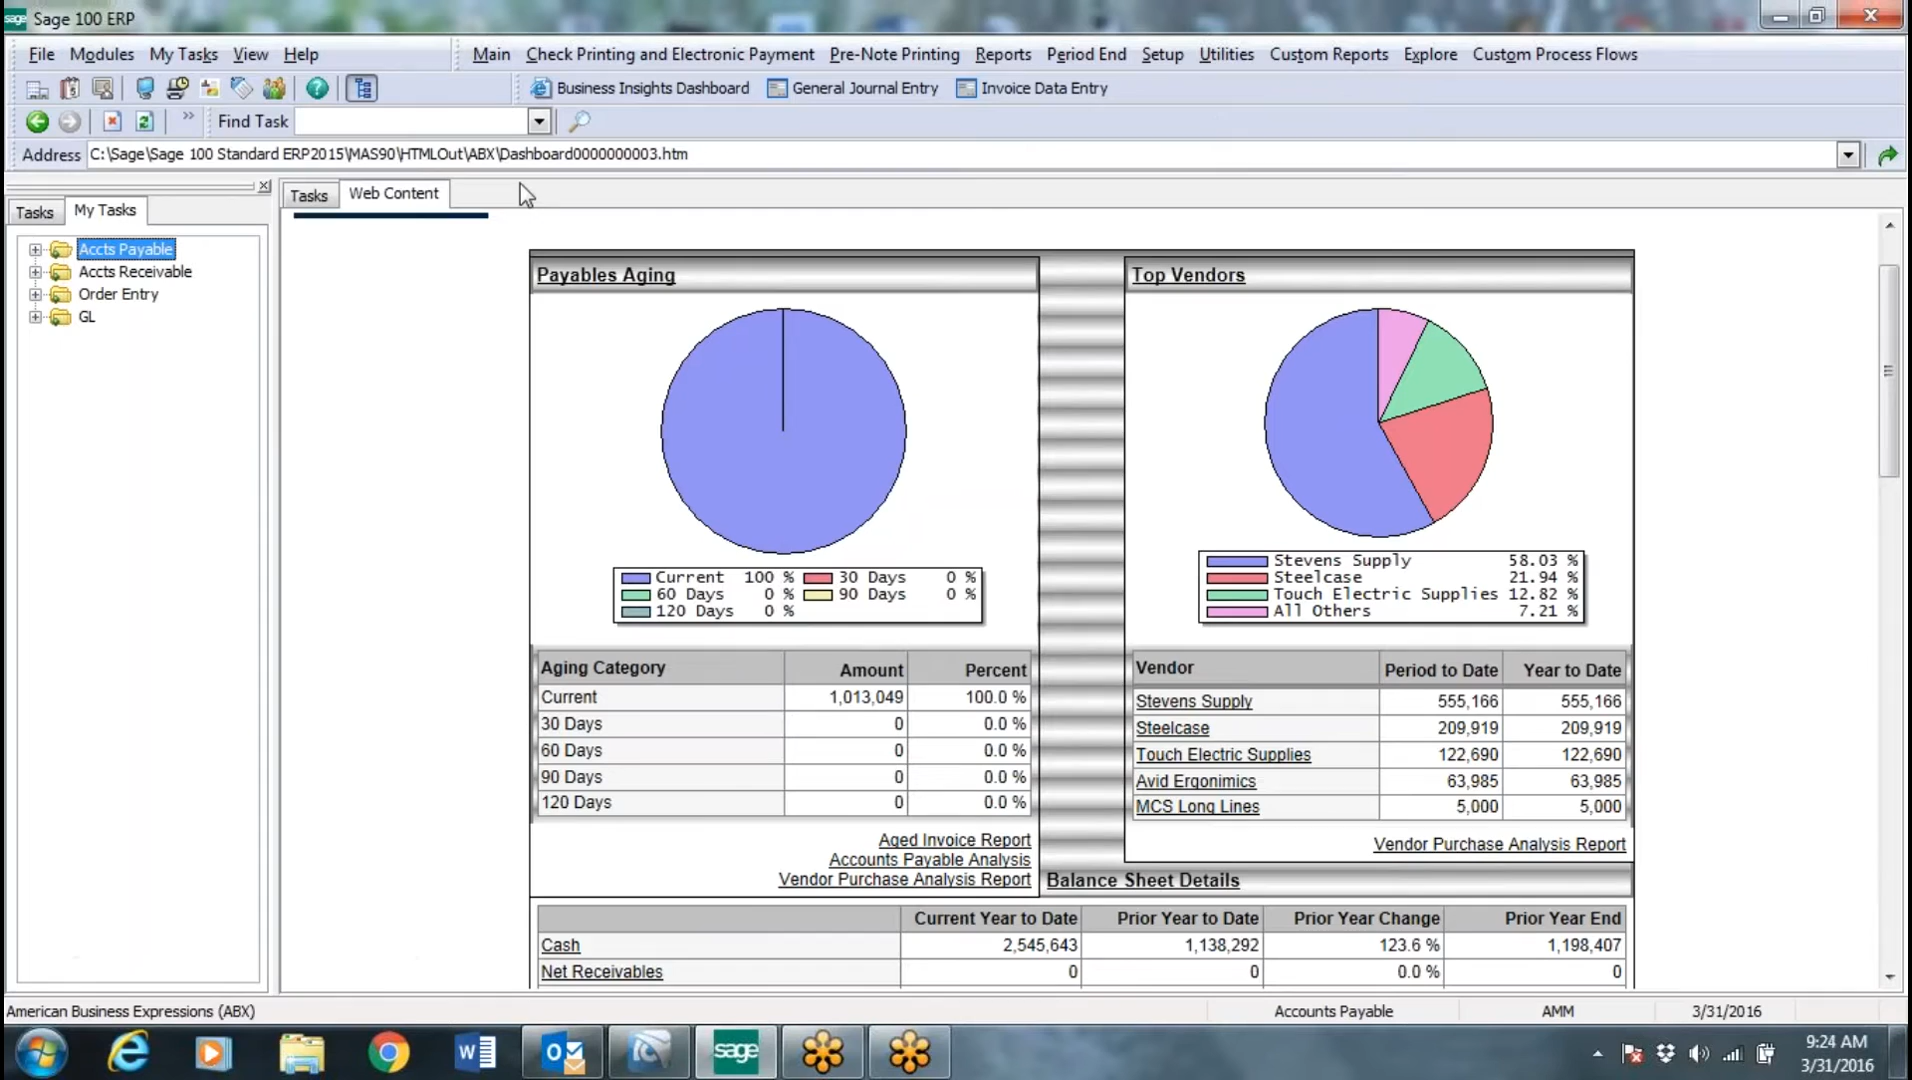 sage Sage 100 ERP
File Modules My Tasks View Help Main Check Printing and Electronic Payment Pre-Note Printing Reports Period End Setup Utilities Custom Reports Explore Custom Process Flows
Business Insights Dashboard General Journal Entry Invoice Data Entry
Find Task
Address C:\Sage\Sage 100 Standard ERP2015\MAS90\HTMLOut\ABX\Dashboard0000000003.htm
Tasks My Tasks
Tasks Web Content
Accts Payable
Accts Receivable
Order Entry
GL
Payables Aging
Current 100 % 30 Days 0 %
60 Days 0 % 90 Days 0 %
120 Days 0 %
Aging Category Amount Percent
Current 1,013,049 100.0 %
30 Days 0 0.0 %
60 Days 0 0.0 %
90 Days 0 0.0 %
120 Days 0 0.0 %
Aged Invoice Report
Accounts Payable Analysis
Vendor Purchase Analysis Report
Top Vendors
Stevens Supply 58.03 %
Steelcase 21.94 %
Touch Electric Supplies 12.82 %
All Others 7.21 %
Vendor Period to Date Year to Date
Stevens Supply 555,166 555,166
Steelcase 209,919 209,919
Touch Electric Supplies 122,690 122,690
Avid Ergonimics 63,985 63,985
MCS Long Lines 5,000 5,000
Vendor Purchase Analysis Report
Balance Sheet Details
Current Year to Date Prior Year to Date Prior Year Change Prior Year End
Cash 2,545,643 1,138,292 123.6 % 1,198,407
Net Receivables 0 0 0.0 % 0
American Business Expressions (ABX) Accounts Payable AMM 3/31/2016
sage
9:24 AM
3/31/2016